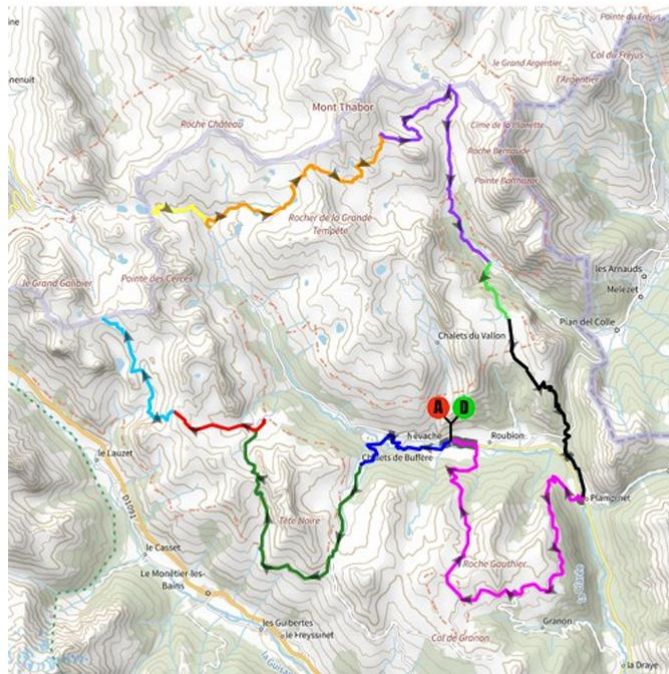 Pointe du Fréjus
Col du Fréjus
le Grand Argentier
l'Argentier
Mont Thabor
Roche Château
Cime de la Planette
Roche Bernaude
Pointe Balthazar
Rocher de la Grande
Tempête
les Arnauds
Melezet
Pointe des Cerces
le Grand Galibier
Plan del Colle
Chalets du Vallon
A
D
Névache
Roubion
Chalets de Buffère
le Lauzet
D1091
Plampinet
Tête Noire
le Casset
Roche Gauthier
Le Monêtier-les-
Bains
les Guibertes
le Freyssinet
Granon
Col de Granon
la Guisane
la Draye